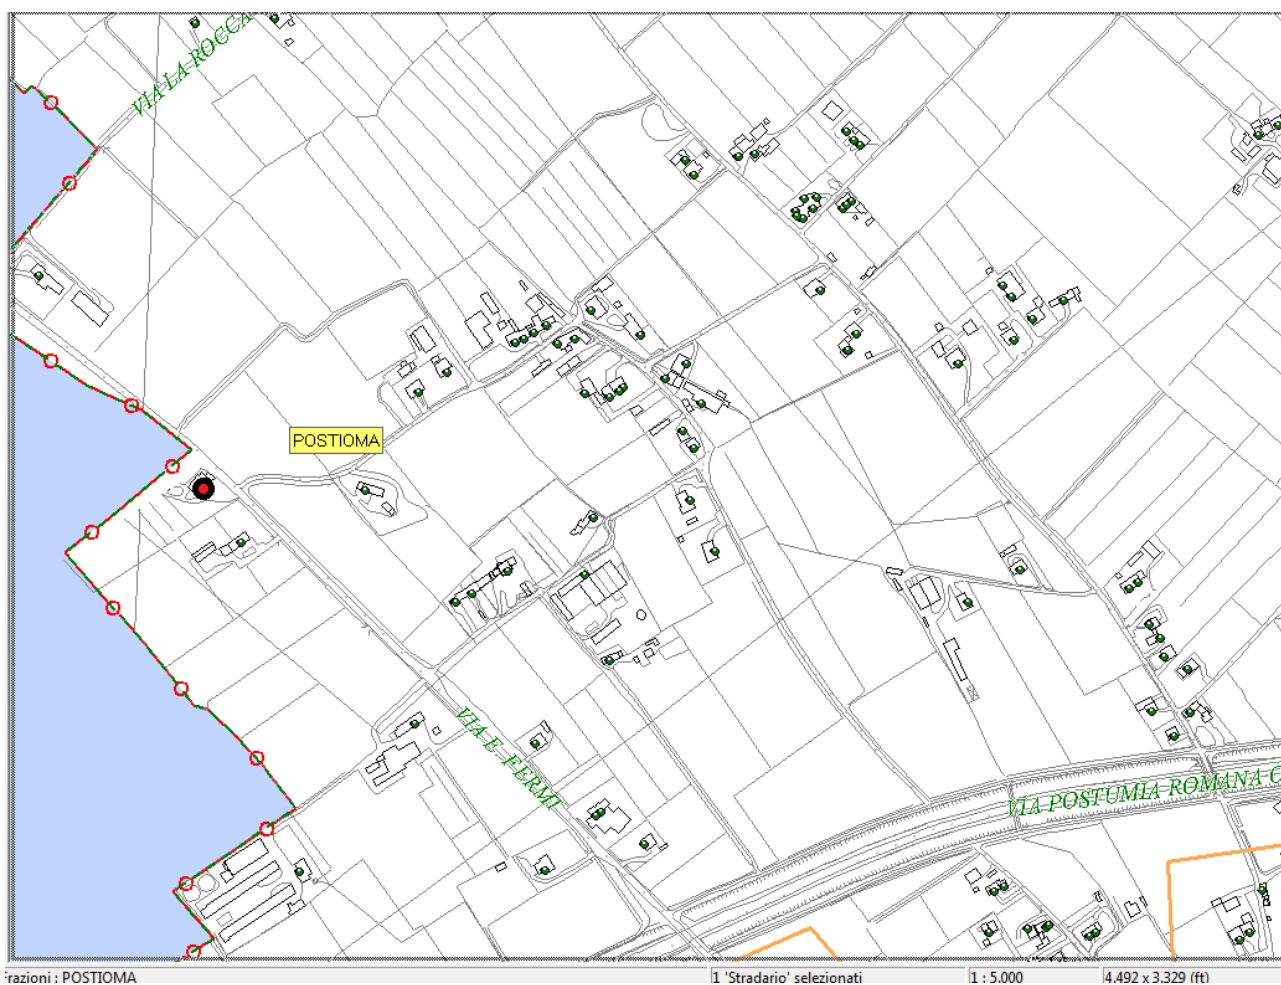 VIA LA ROCCA
POSTIOMA
VIA E. FERMI
VIA POSTUMIA ROMANA C
frazioni : POSTIOMA
1 'Stradario' selezionati
1 : 5.000
4.492 x 3.329 (ft)